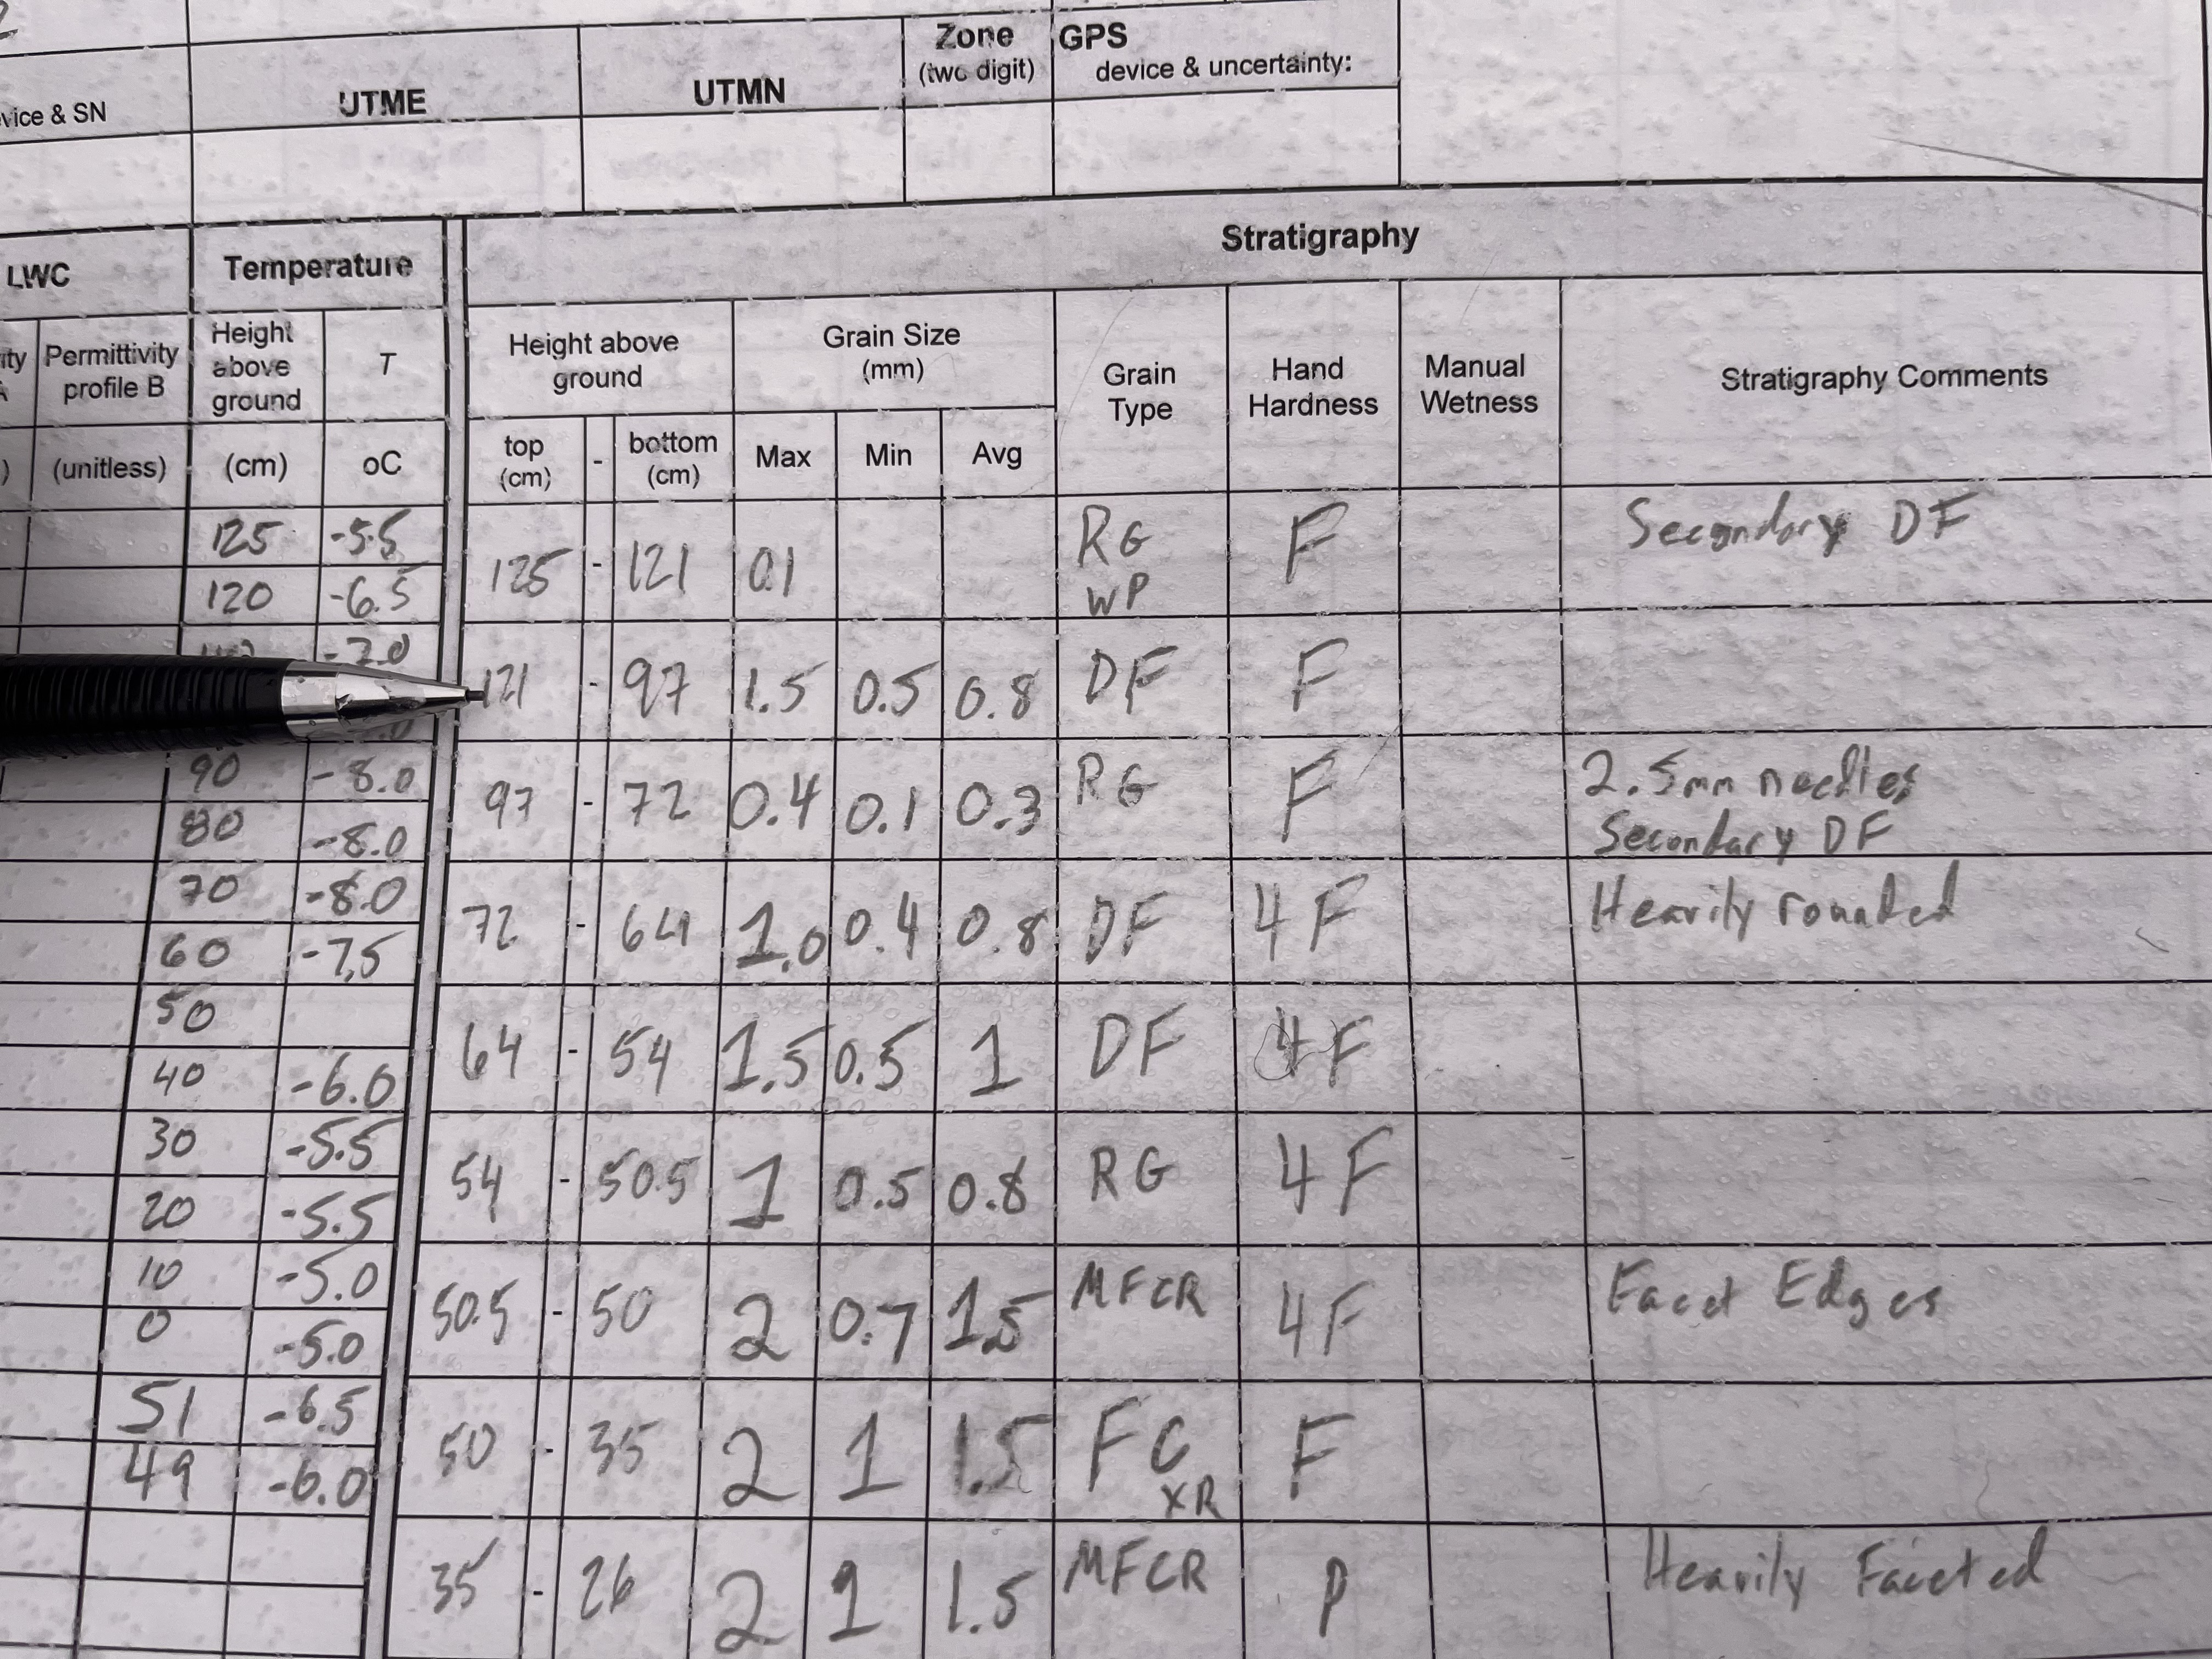 vice & SN
UTME
UTMN
Zone
(two digit)
GPS
device & uncertainty:
LWC
Temperature
Stratigraphy
Permittivity
profile B
(unitless)
Height
above
ground
(cm)
T
oC
Height above
ground
top
(cm)
-
bottom
(cm)
Grain Size
(mm)
Max
Min
Avg
Grain
Type
Hand
Hardness
Manual
Wetness
Stratigraphy Comments
125 -5.5
120 -6.5
-7.0
90 -8.0
80 -8.0
70 -8.0
60 -7.5
50
40 -6.0
30 -5.5
20 -5.5
10 -5.0
0 -5.0
51 -6.5
49 -6.0
125 - 121 0.1 RG WP F Secondary DF
121 - 97 1.5 0.5 0.8 DF F
97 - 72 0.4 0.1 0.3 RG F 2.5mm needles
Secondary DF
72 - 64 1.0 0.4 0.8 DF 4F Heavily rounded
64 - 54 1.5 0.5 1 DF 4F
54 - 50.5 1 0.5 0.8 RG 4F
50.5 - 50 2 0.7 1.5 MFCR 4F Facet Edges
50 - 35 2 1 1.5 FC XR F
35 - 26 2 1 1.5 MFCR P Heavily Faceted